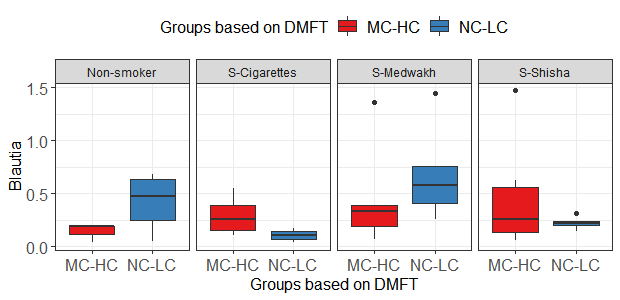 Groups based on DMFT MC-HC NC-LC
Non-smoker S-Cigarettes S-Medwakh S-Shisha
1.5
1.0
0.5
0.0
Blautia
MC-HC NC-LC MC-HC NC-LC MC-HC NC-LC MC-HC NC-LC
Groups based on DMFT